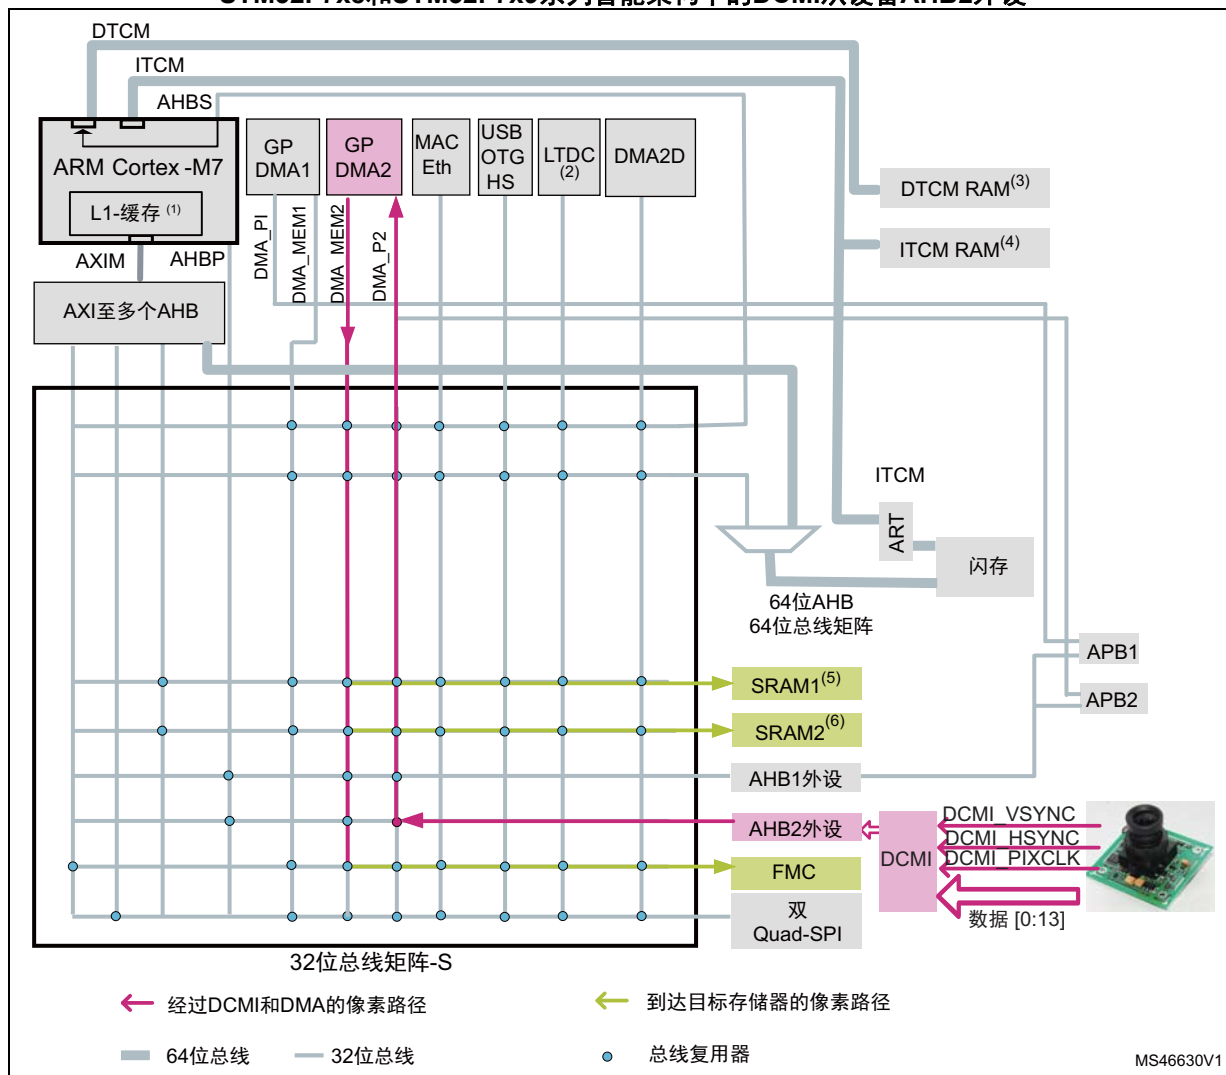 DTCM
ITCM
AHBS
ARM Cortex -M7
L1-缓存 (1)
GP
DMA1
GP
DMA2
MAC
Eth
USB
OTG
HS
LTDC
(2)
DMA2D
DTCM RAM(3)
ITCM RAM(4)
AXIM
AHBP
DMA_PI
DMA_MEM1
DMA_MEM2
DMA_P2
AXI至多个AHB
ITCM
ART
闪存
64位AHB
64位总线矩阵
APB1
APB2
SRAM1(5)
SRAM2(6)
AHB1外设
AHB2外设
FMC
双
Quad-SPI
DCMI
DCMI_VSYNC
DCMI_HSYNC
DCMI_PIXCLK
数据 [0:13]
32位总线矩阵-S
经过DCMI和DMA的像素路径
到达目标存储器的像素路径
64位总线
32位总线
总线复用器
MS46630V1